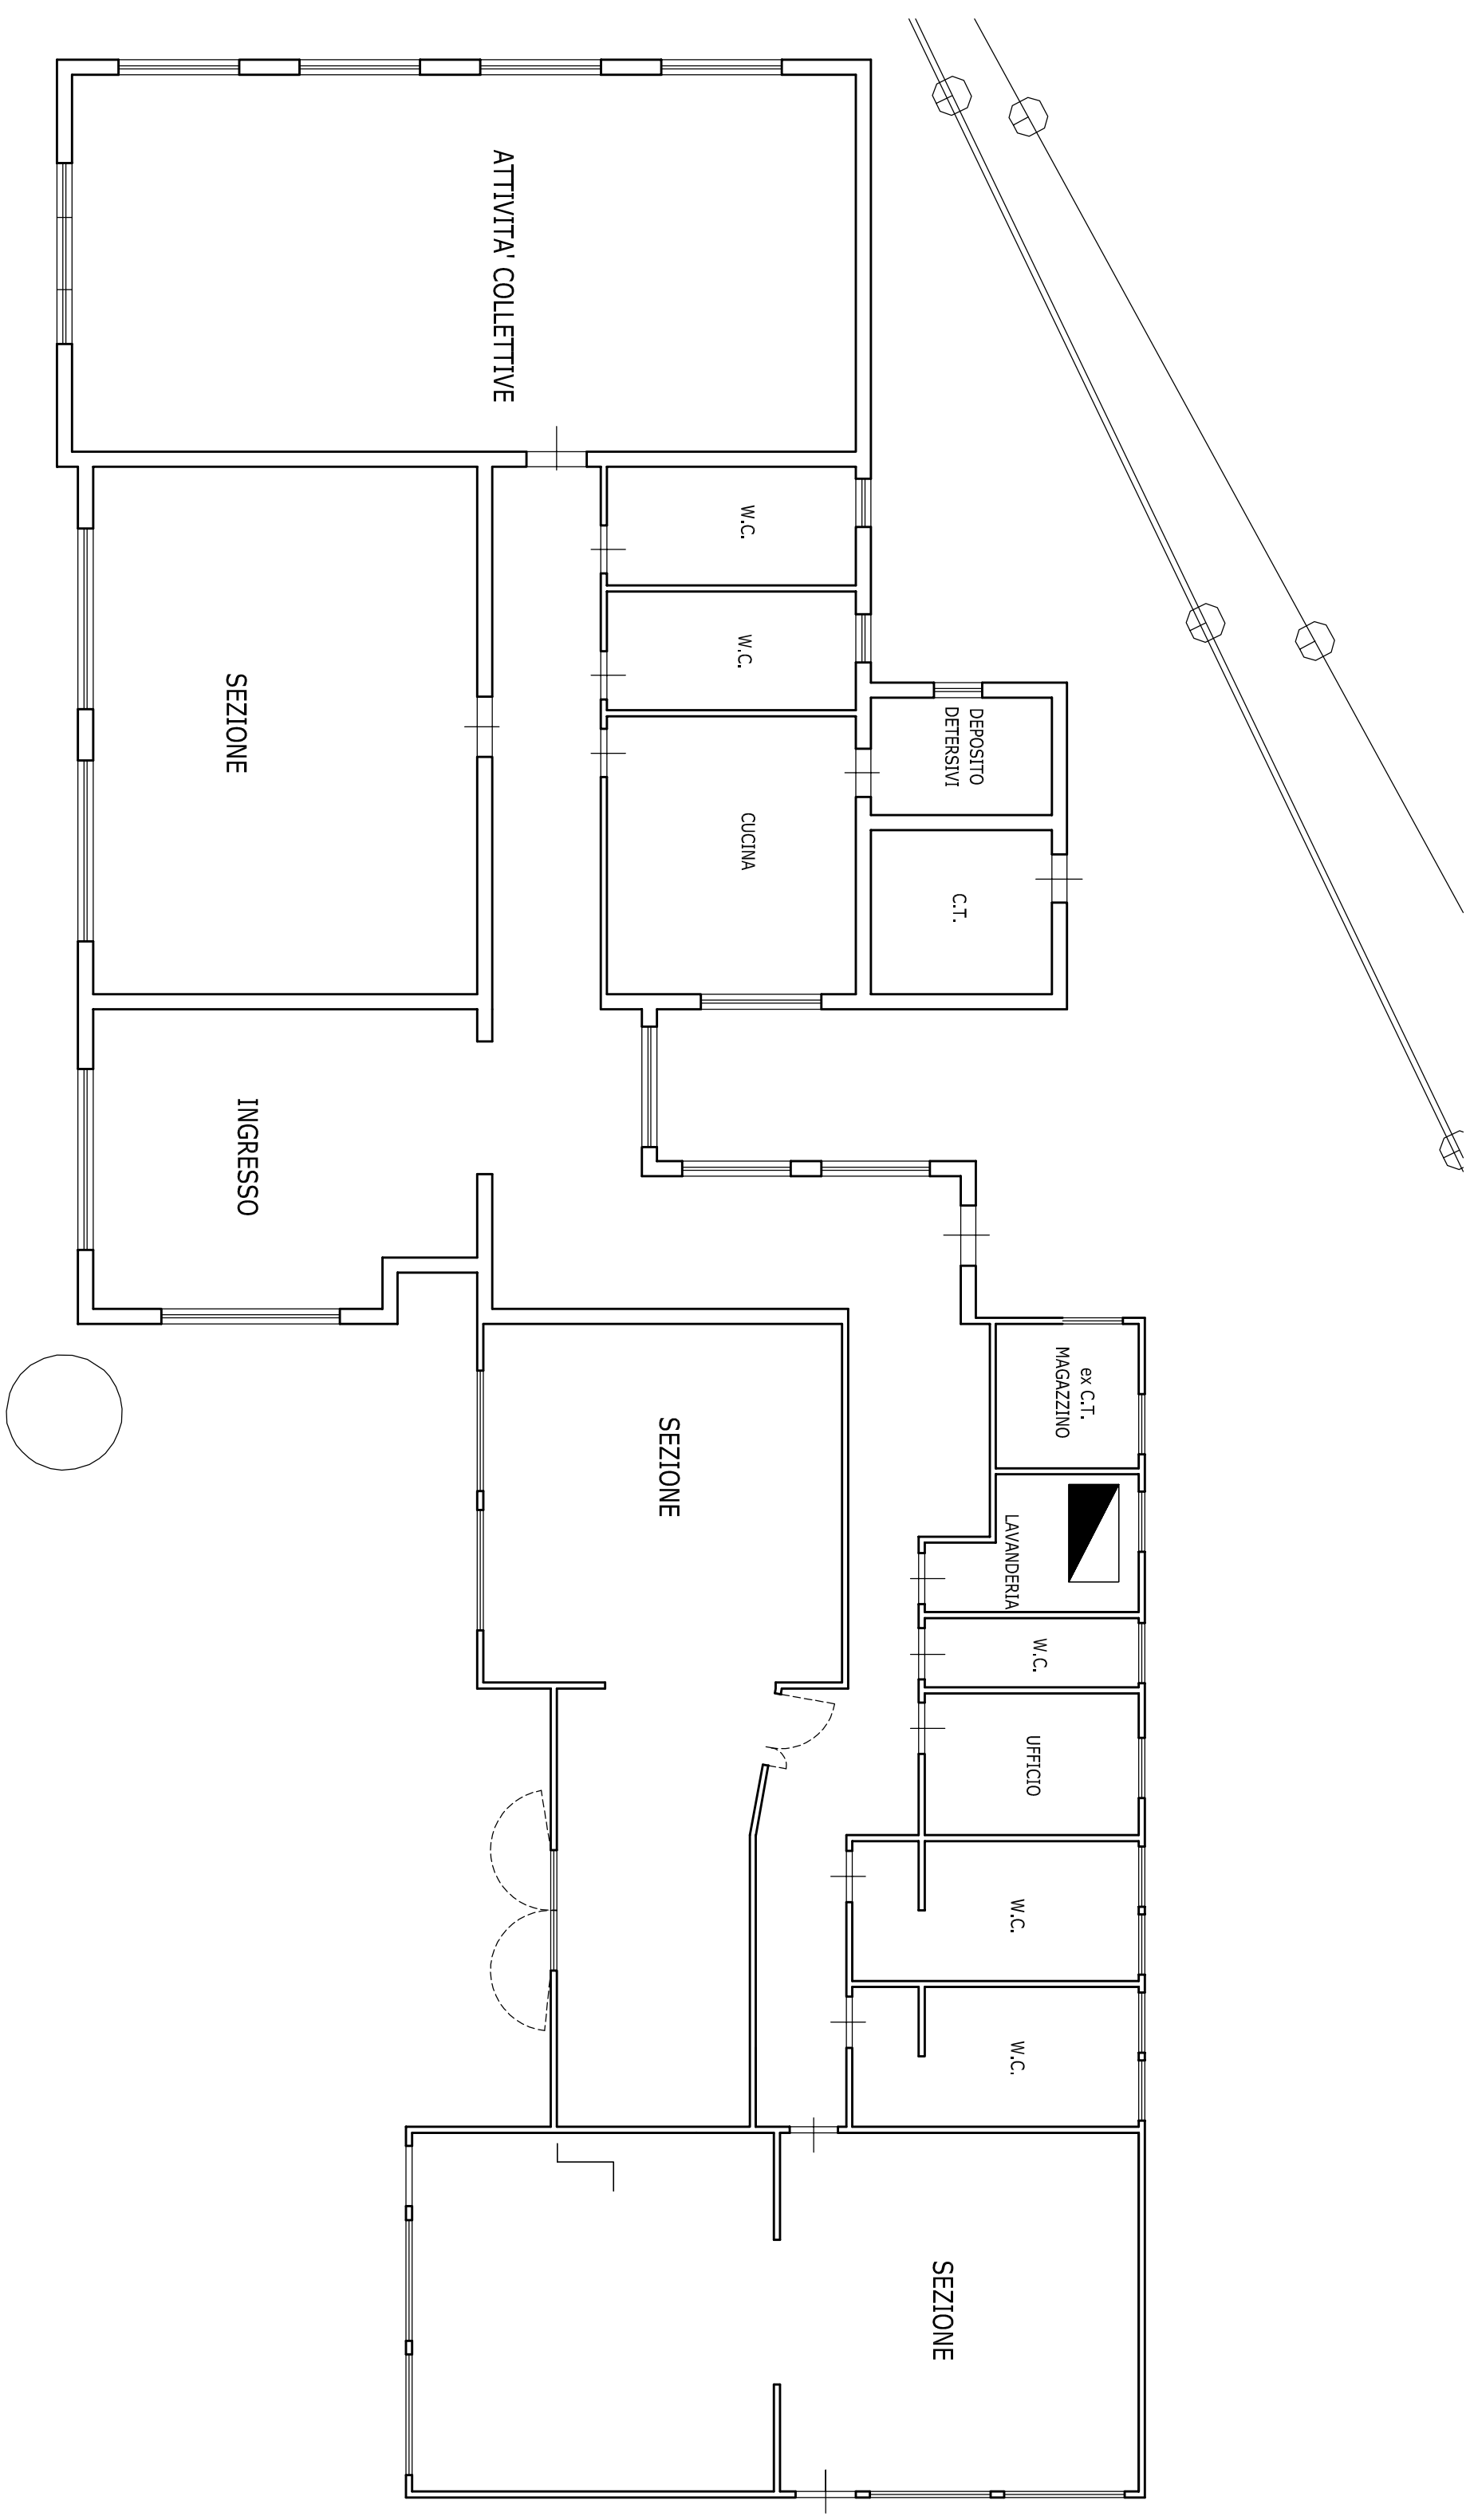 ATTIVITA' COLLETTIVE
W.C.
W.C.
SEZIONE
DEPOSITO
DETERSIVI
CUCINA
C.T.
INGRESSO
ex C.T.
MAGAZZINO
SEZIONE
LAVANDERIA
W.C.
UFFICIO
W.C.
W.C.
SEZIONE